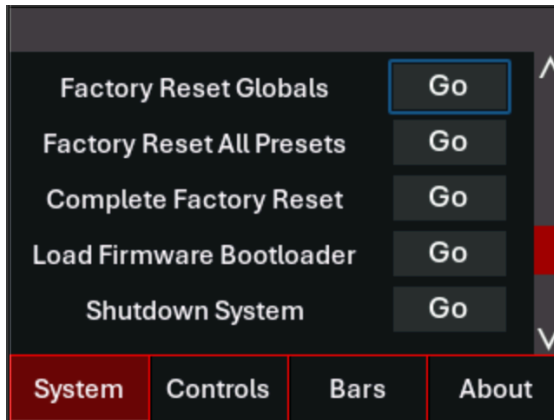 Factory Reset Globals Go
Factory Reset All Presets Go
Complete Factory Reset Go
Load Firmware Bootloader Go
Shutdown System Go
System Controls Bars About